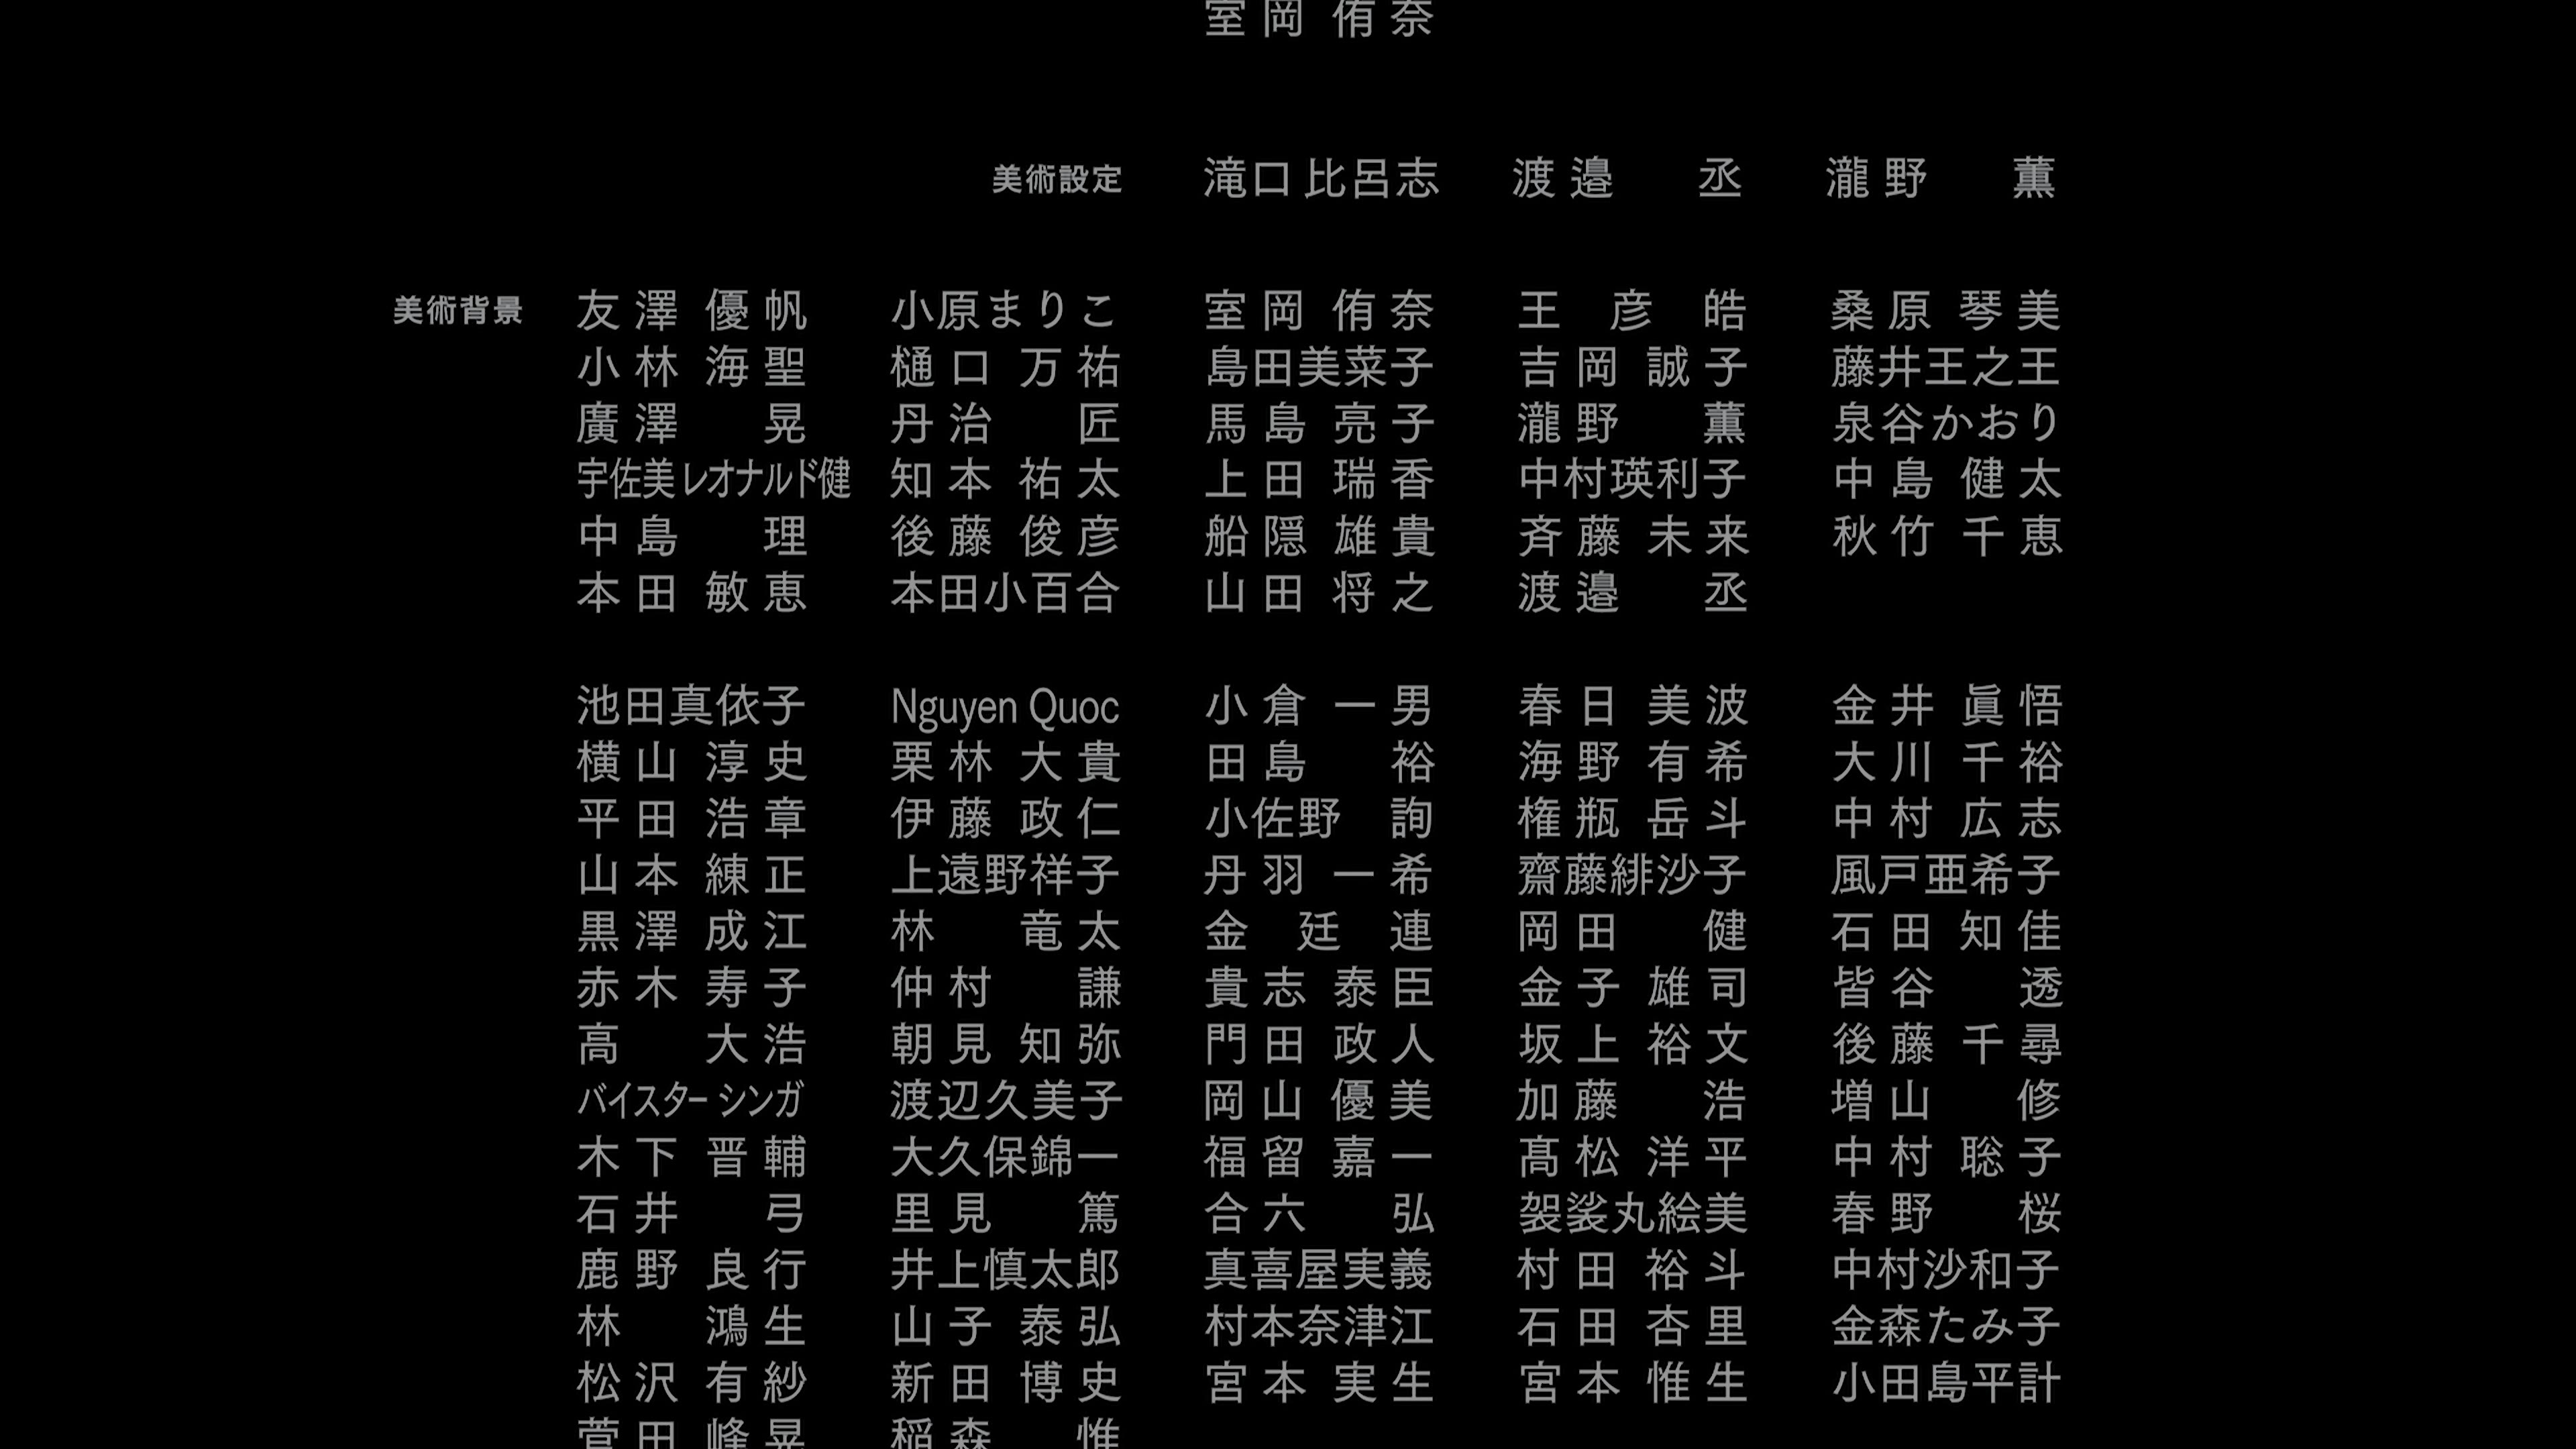 室岡 侑奈
美術設定 滝口比呂志 渡邉 丞 瀧野 薫
美術背景 友澤優帆 小原まりこ 室岡侑奈 王彦皓 桑原琴美
小林海聖 樋口万祐 島田美菜子 吉岡誠子 藤井王之王
廣澤晃 丹治匠 馬島亮子 瀧野薫 泉谷かおり
宇佐美レオナルド健 知本祐太 上田瑞香 中村瑛利子 中島健太
中島理 後藤俊彦 船隠雄貴 斉藤未来 秋竹千恵
本田敏恵 本田小百合 山田将之 渡邉丞
池田真依子 Nguyen Quoc 小倉一男 春日美波 金井眞悟
横山淳史 栗林大貴 田島裕 海野有希 大川千裕
平田浩章 伊藤政仁 小佐野詢 権瓶岳斗 中村広志
山本練正 上遠野祥子 丹羽一希 齋藤緋沙子 風戸亜希子
黒澤成江 林竜太 金廷連 岡田健 石田知佳
赤木寿子 仲村謙 貴志泰臣 金子雄司 皆谷透
高大浩 朝見知弥 門田政人 坂上裕文 後藤千尋
バイスター シンガ 渡辺久美子 岡山優美 加藤浩 増山修
木下晋輔 大久保錦一 福留嘉一 髙松洋平 中村聡子
石井弓 里見篤 合六弘 袈裟丸絵美 春野桜
鹿野良行 井上慎太郎 真喜屋実義 村田裕斗 中村沙和子
林鴻生 山子泰弘 村本奈津江 石田杏里 金森たみ子
松沢有紗 新田博史 宮本実生 宮本惟生 小田島平計
菅田峰晃 稲森惟